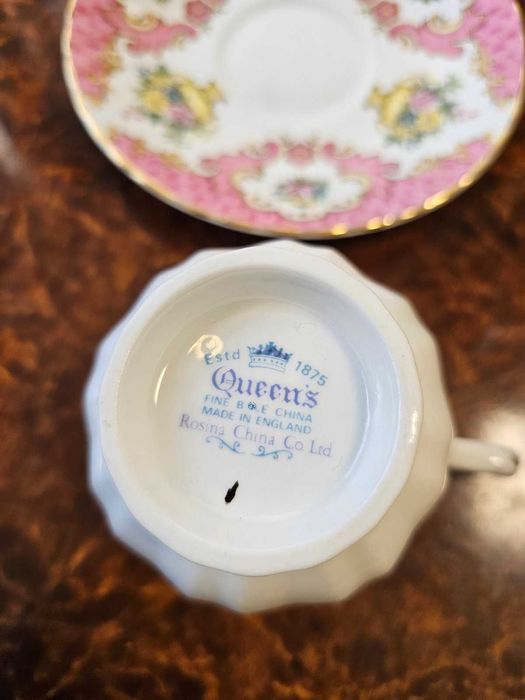 Estd 1875
Queen's
FINE BONE CHINA
MADE IN ENGLAND
Rosina China Co Ltd